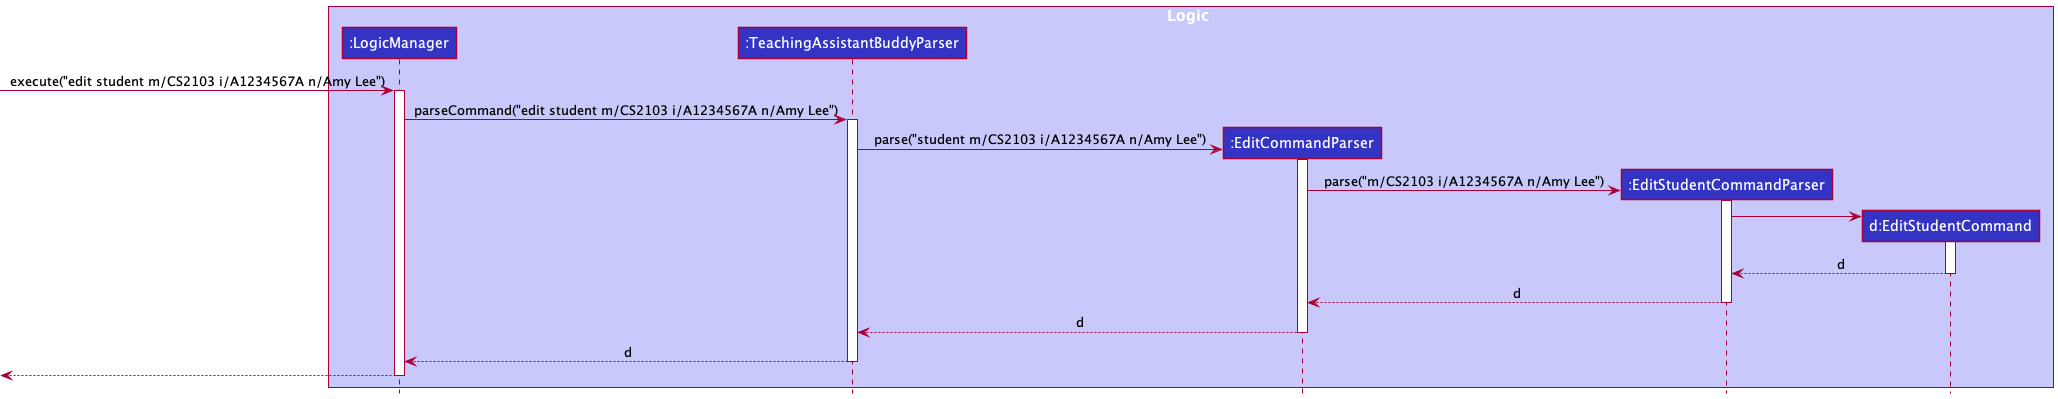 Logic
:LogicManager
:TeachingAssistantBuddyParser
execute("edit student m/CS2103 i/A1234567A n/Amy Lee")
parseCommand("edit student m/CS2103 i/A1234567A n/Amy Lee")
parse("student m/CS2103 i/A1234567A n/Amy Lee")
:EditCommandParser
parse("m/CS2103 i/A1234567A n/Amy Lee")
:EditStudentCommandParser
d:EditStudentCommand
d
d
d
d